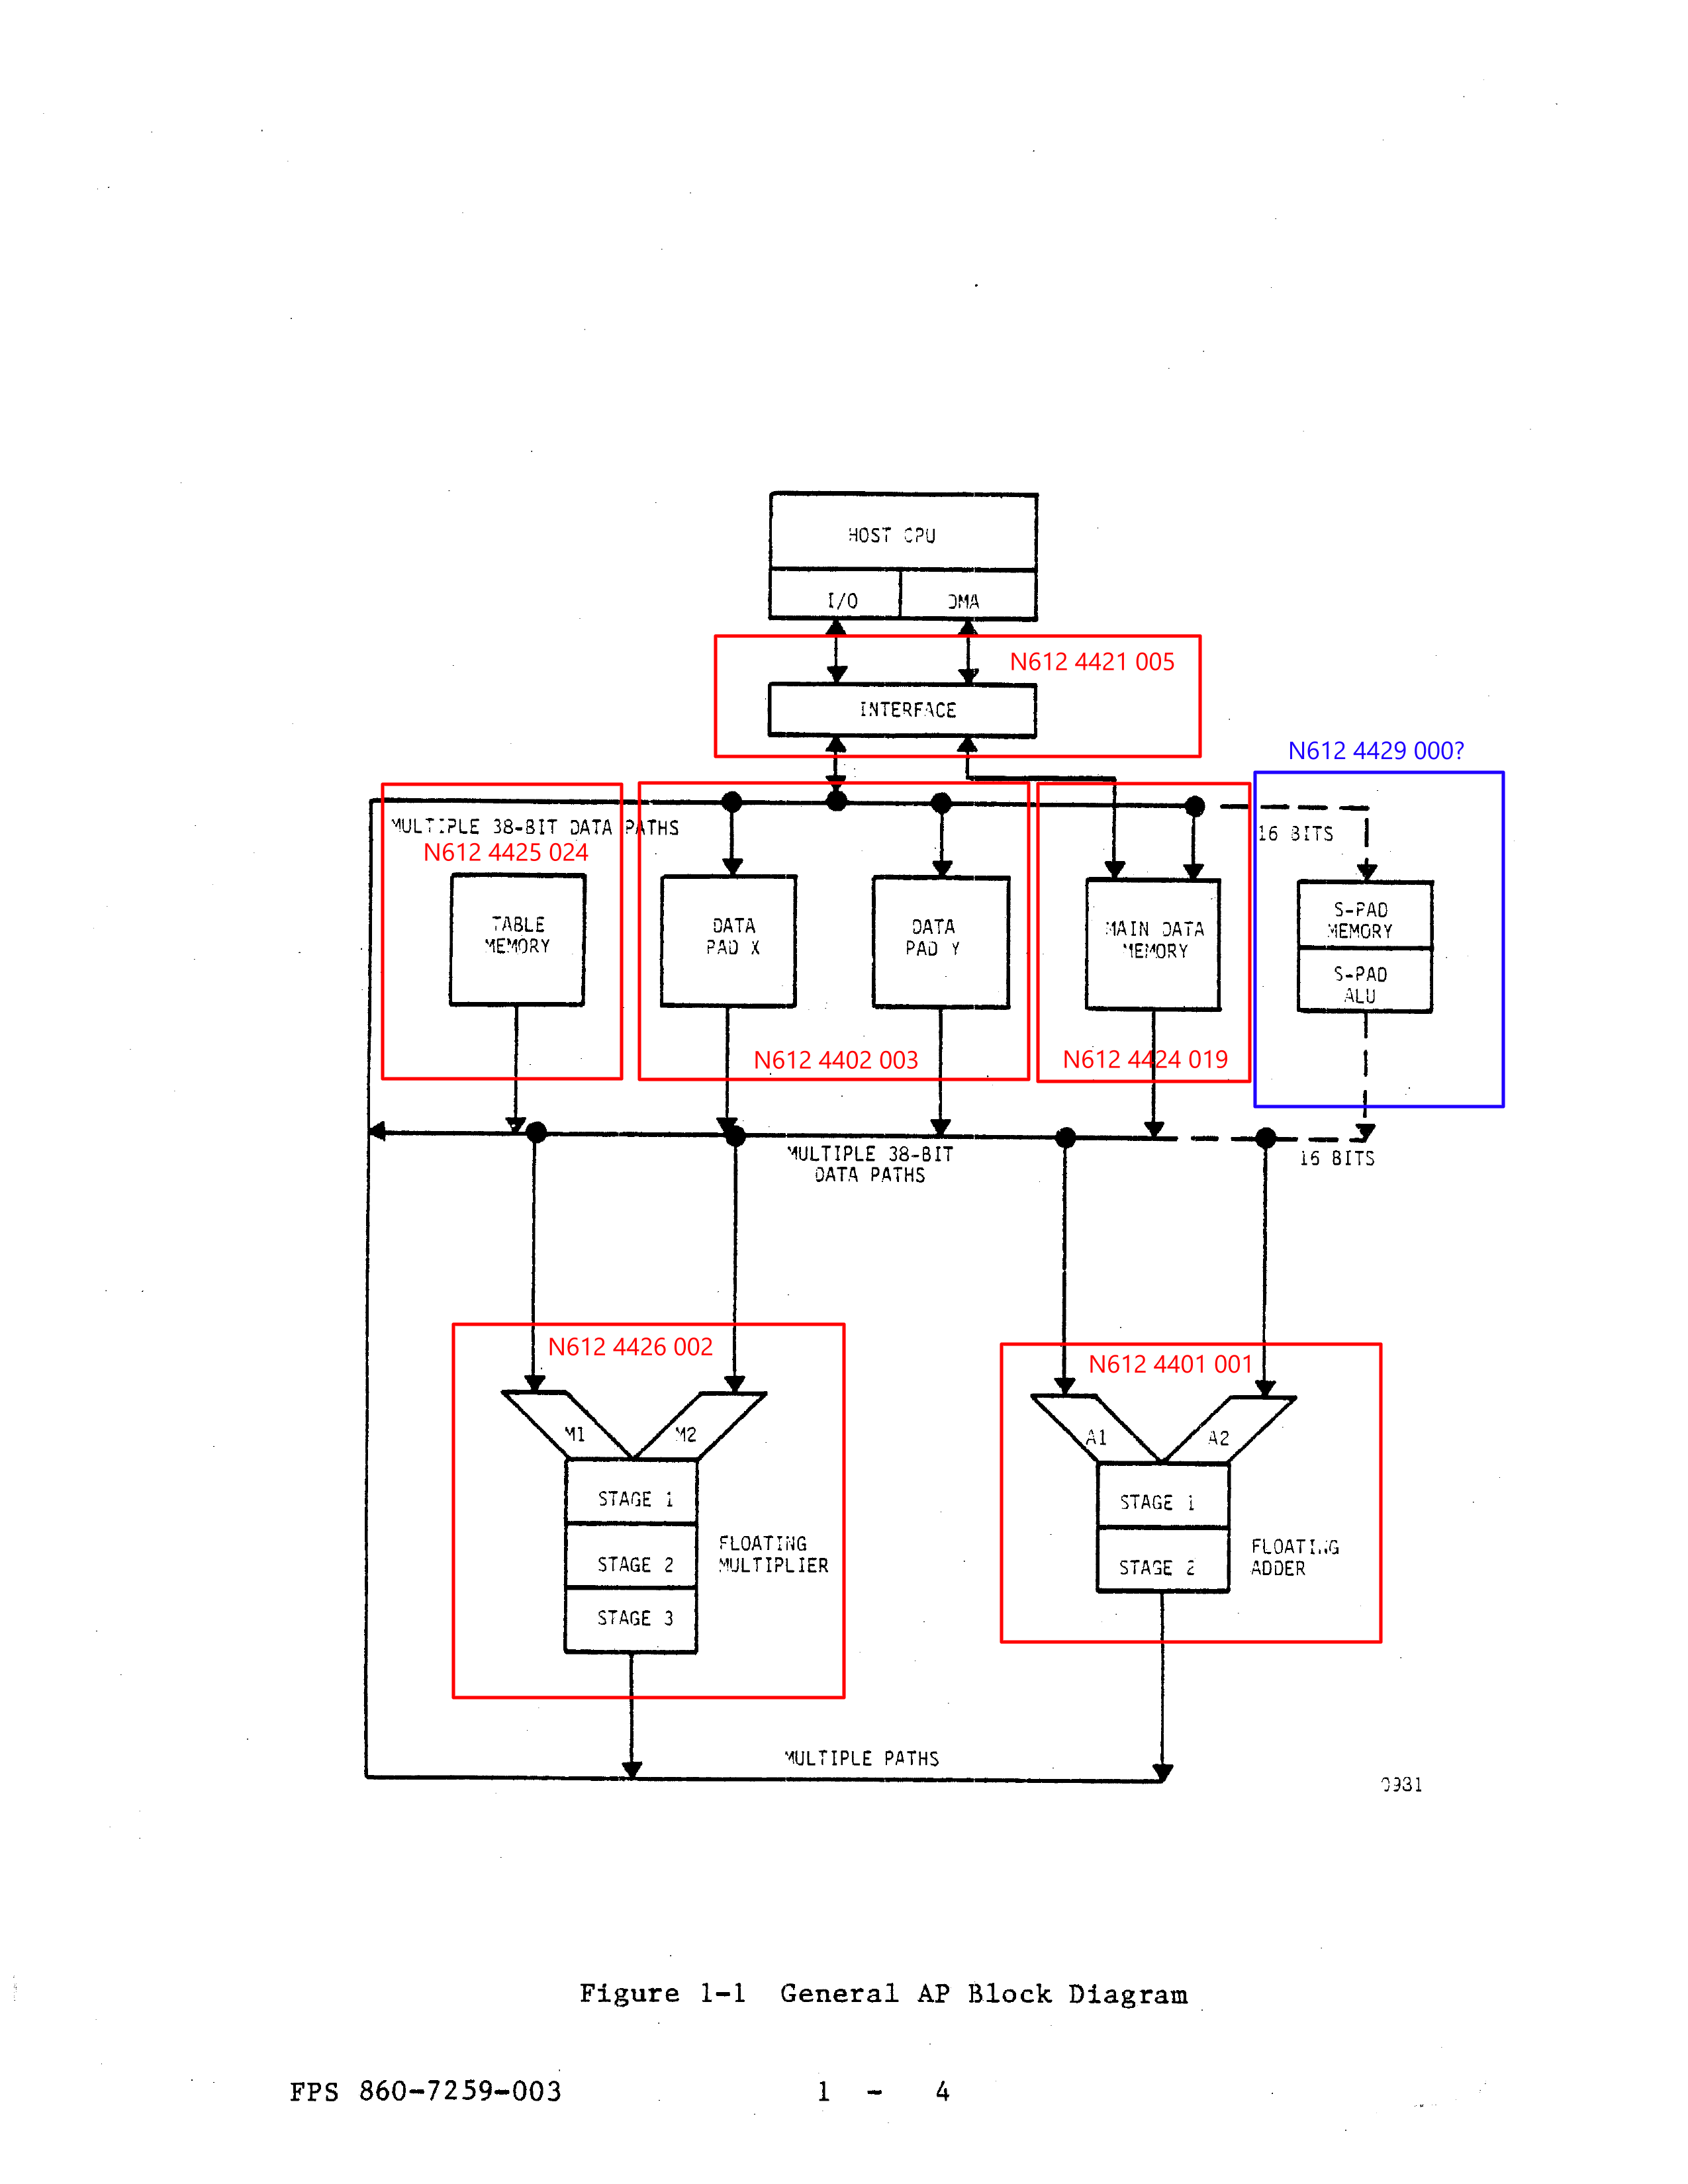 HOST CPU
I/O DMA
N612 4421 005
INTERFACE
N612 4429 000?
MULTIPLE 38-BIT DATA PATHS
16 BITS
N612 4425 024
TABLE
MEMORY
DATA
PAD X
DATA
PAD Y
MAIN DATA
MEMORY
S-PAD
MEMORY
S-PAD
ALU
N612 4402 003
N612 4424 019
MULTIPLE 38-BIT
DATA PATHS
16 BITS
N612 4426 002
N612 4401 001
M1 M2
A1 A2
STAGE 1
STAGE 2
STAGE 3
FLOATING
MULTIPLIER
STAGE 1
STAGE 2
FLOATING
ADDER
MULTIPLE PATHS
0931
Figure 1-1 General AP Block Diagram
FPS 860-7259-003 1 - 4